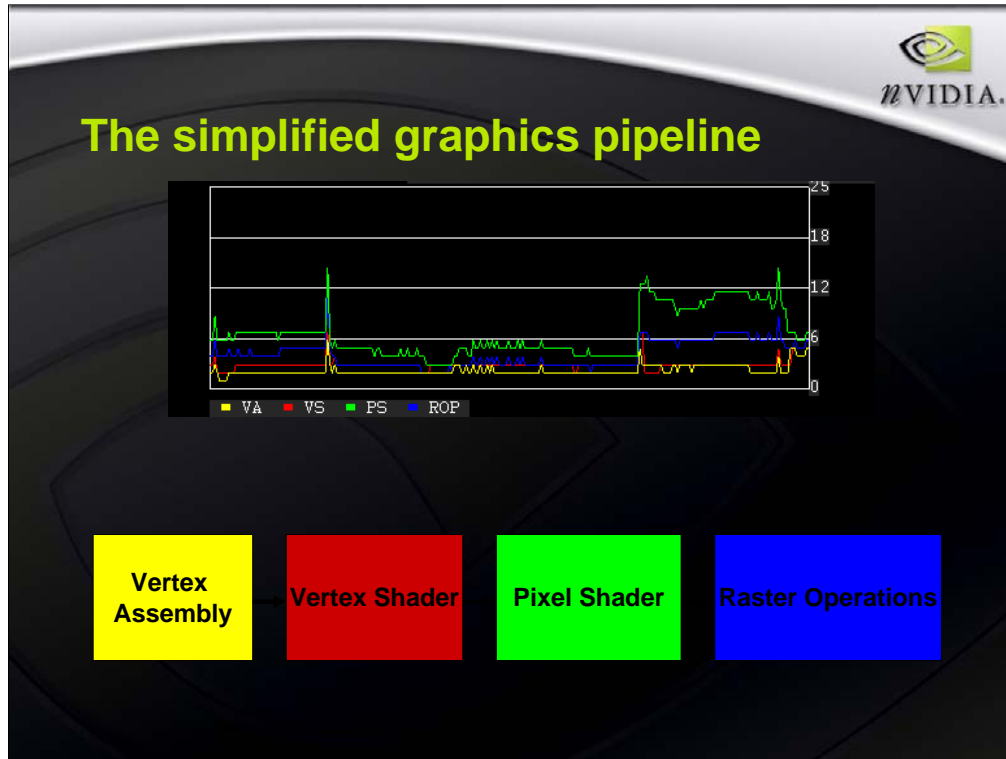 nVIDIA.
The simplified graphics pipeline
25
18
12
6
0
VA VS PS ROP
Vertex
Assembly
Vertex Shader
Pixel Shader
Raster Operations